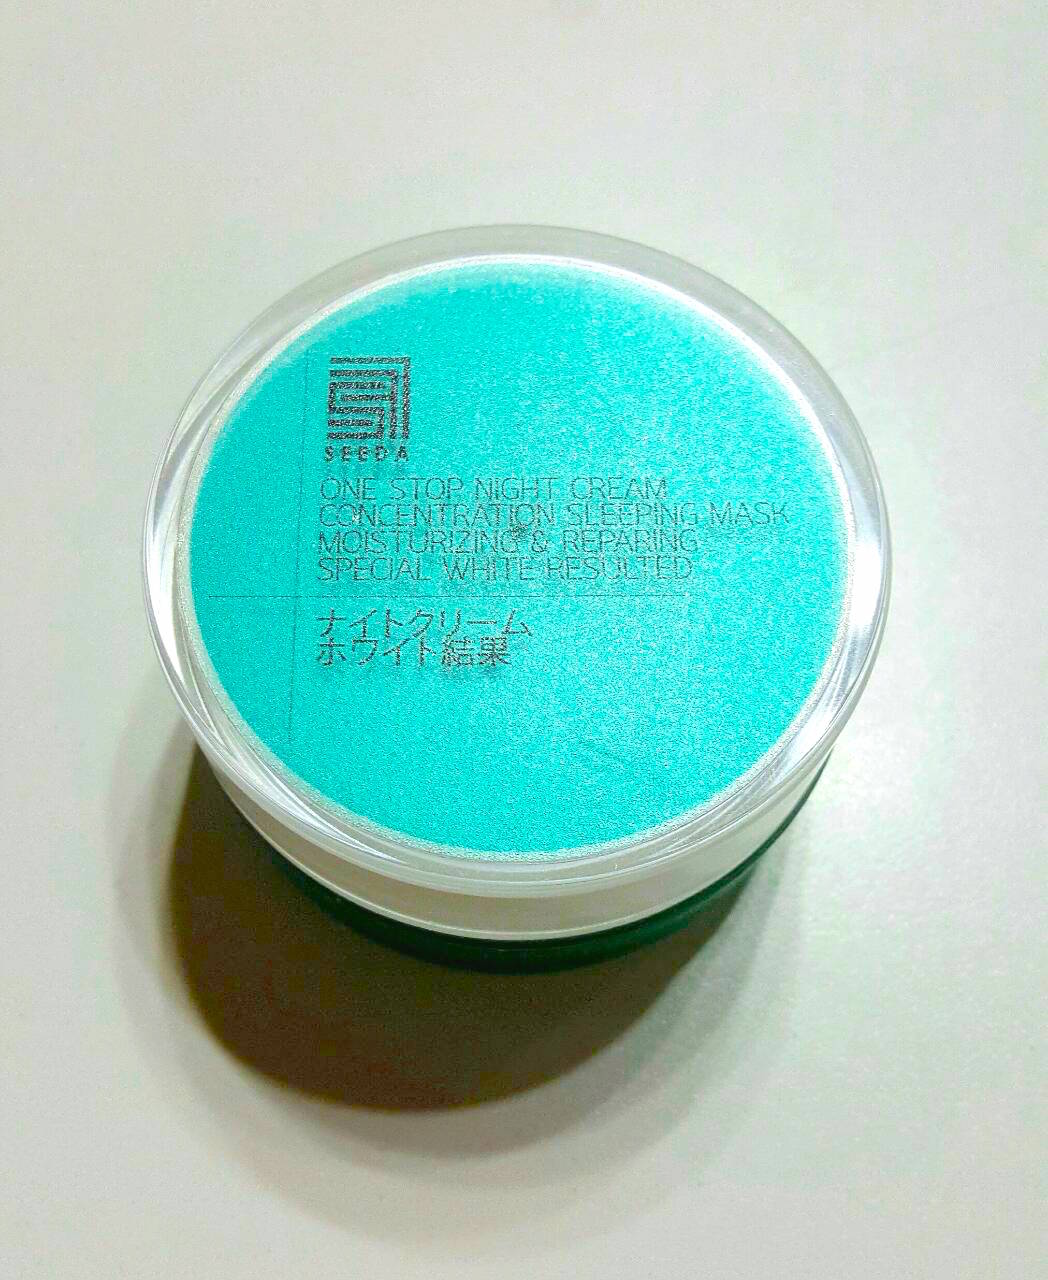 SEEDA
ONE STOP NIGHT CREAM
CONCENTRATION SLEEPING MASK
MOISTURIZING & REPARING
SPECIAL WHITE RESULTED
ナイトクリーム
ホワイト結果